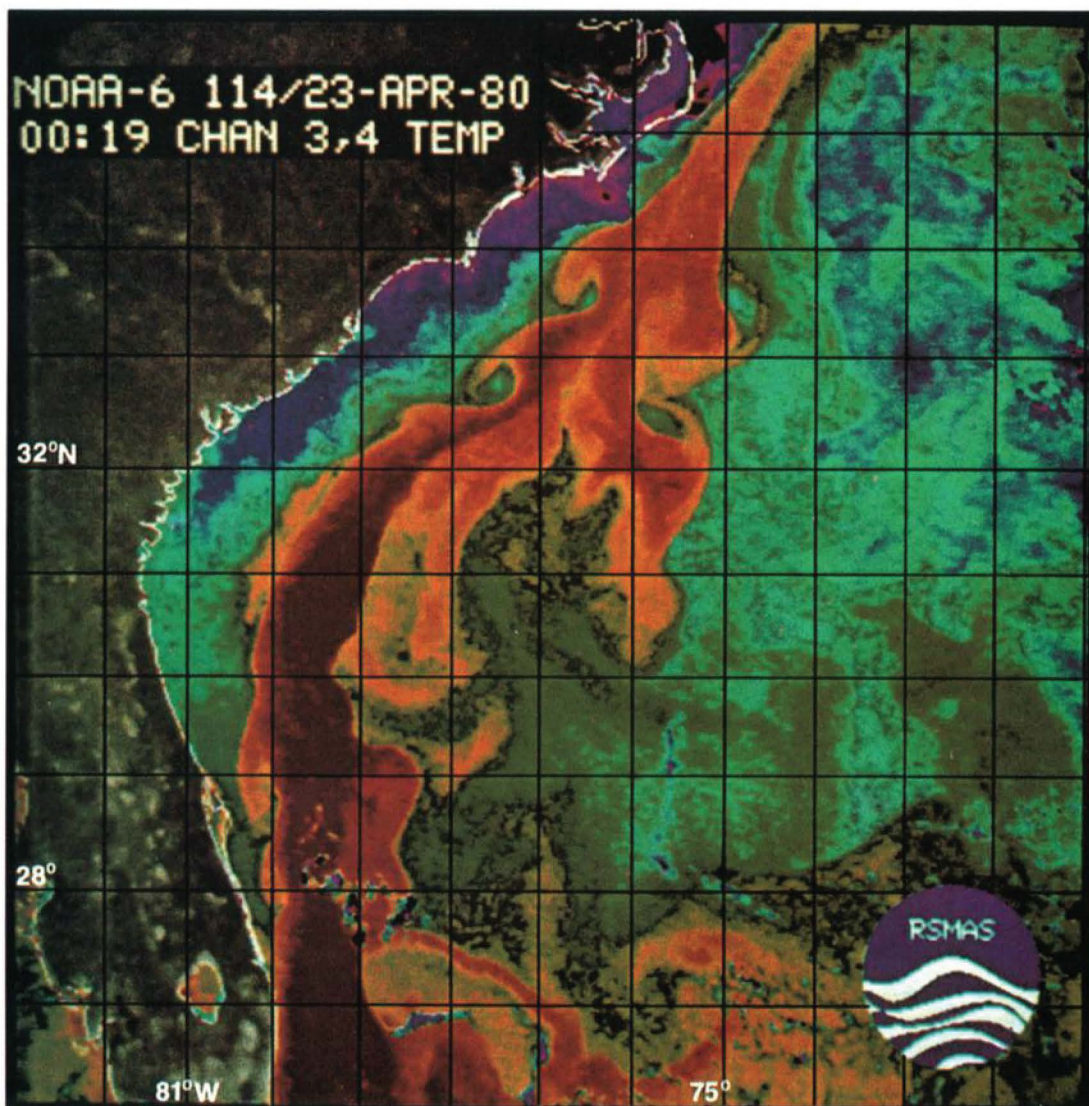 NOAA-6 114/23-APR-80
00:19 CHAN 3,4 TEMP
32°N
28°
RSMAS
81°W
75°